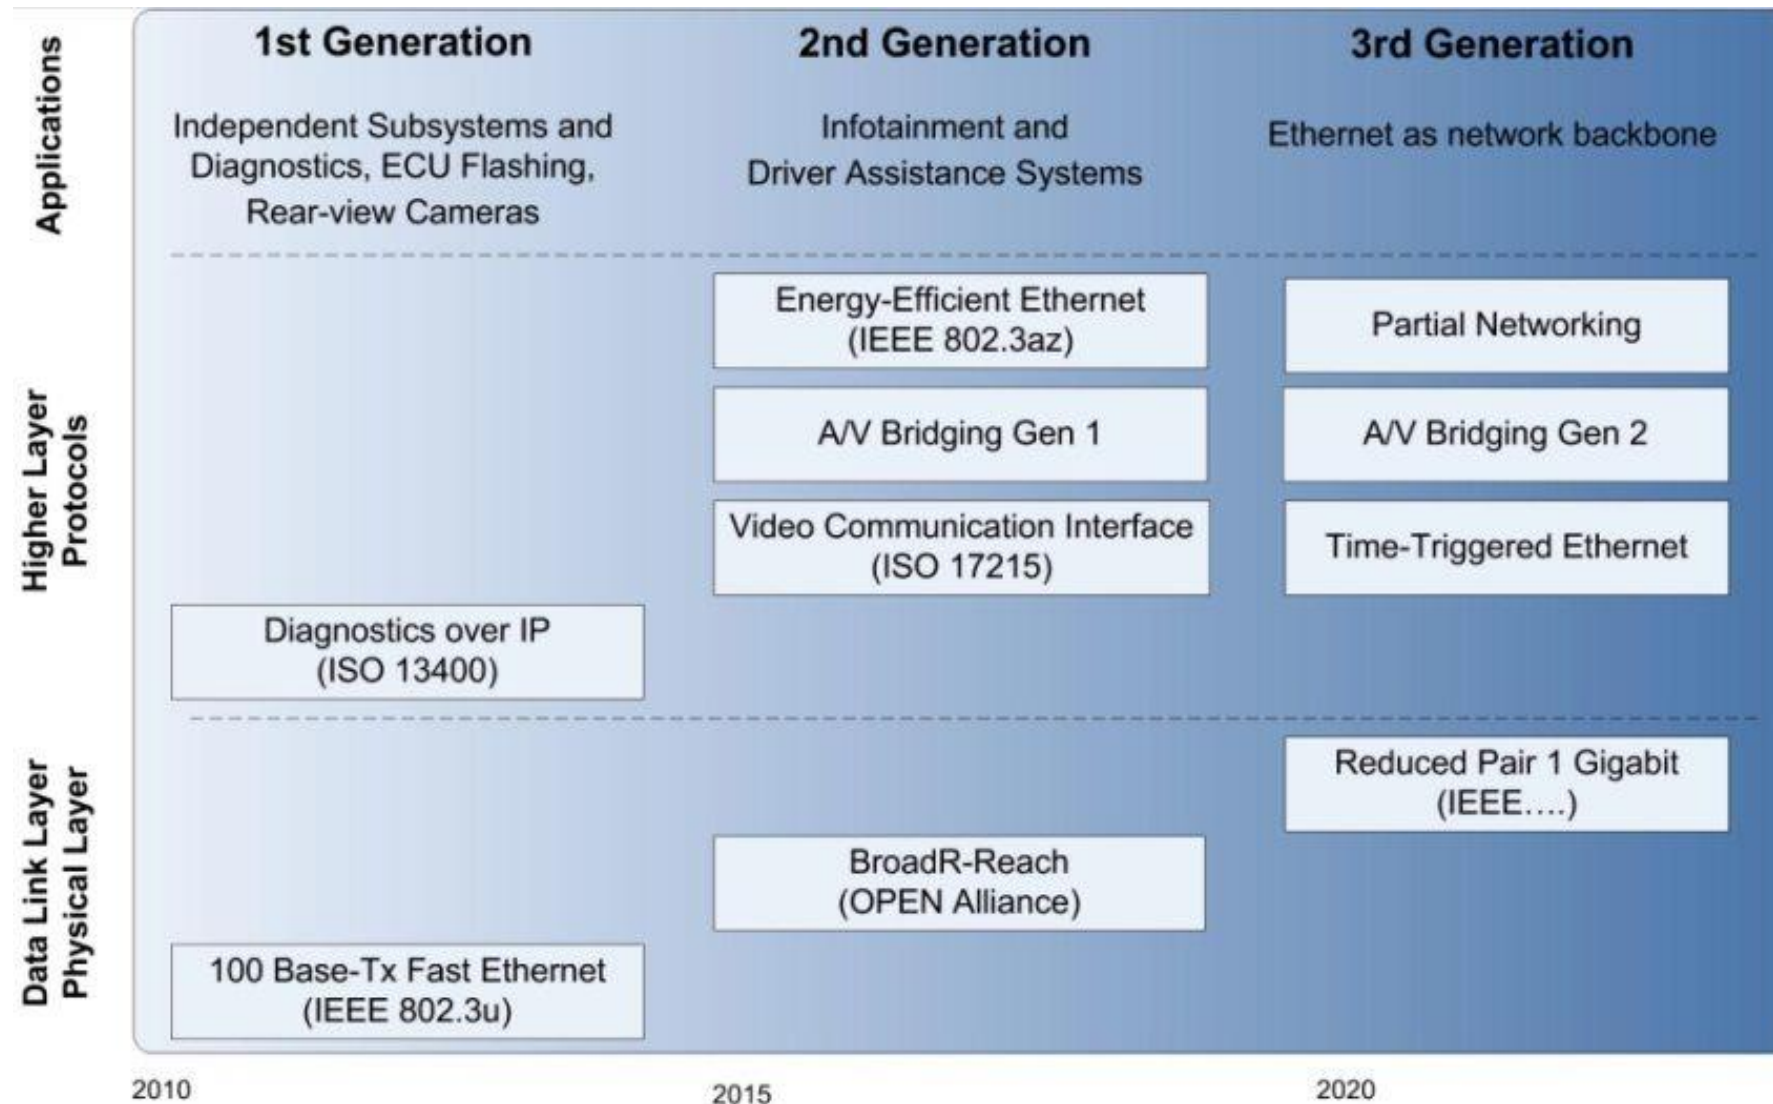 1st Generation
2nd Generation
3rd Generation
Applications
Independent Subsystems and
Diagnostics, ECU Flashing,
Rear-view Cameras
Infotainment and
Driver Assistance Systems
Ethernet as network backbone
Higher Layer
Protocols
Energy-Efficient Ethernet
(IEEE 802.3az)
Partial Networking
A/V Bridging Gen 1
A/V Bridging Gen 2
Video Communication Interface
(ISO 17215)
Time-Triggered Ethernet
Diagnostics over IP
(ISO 13400)
Data Link Layer
Physical Layer
Reduced Pair 1 Gigabit
(IEEE....)
BroadR-Reach
(OPEN Alliance)
100 Base-Tx Fast Ethernet
(IEEE 802.3u)
2010
2015
2020